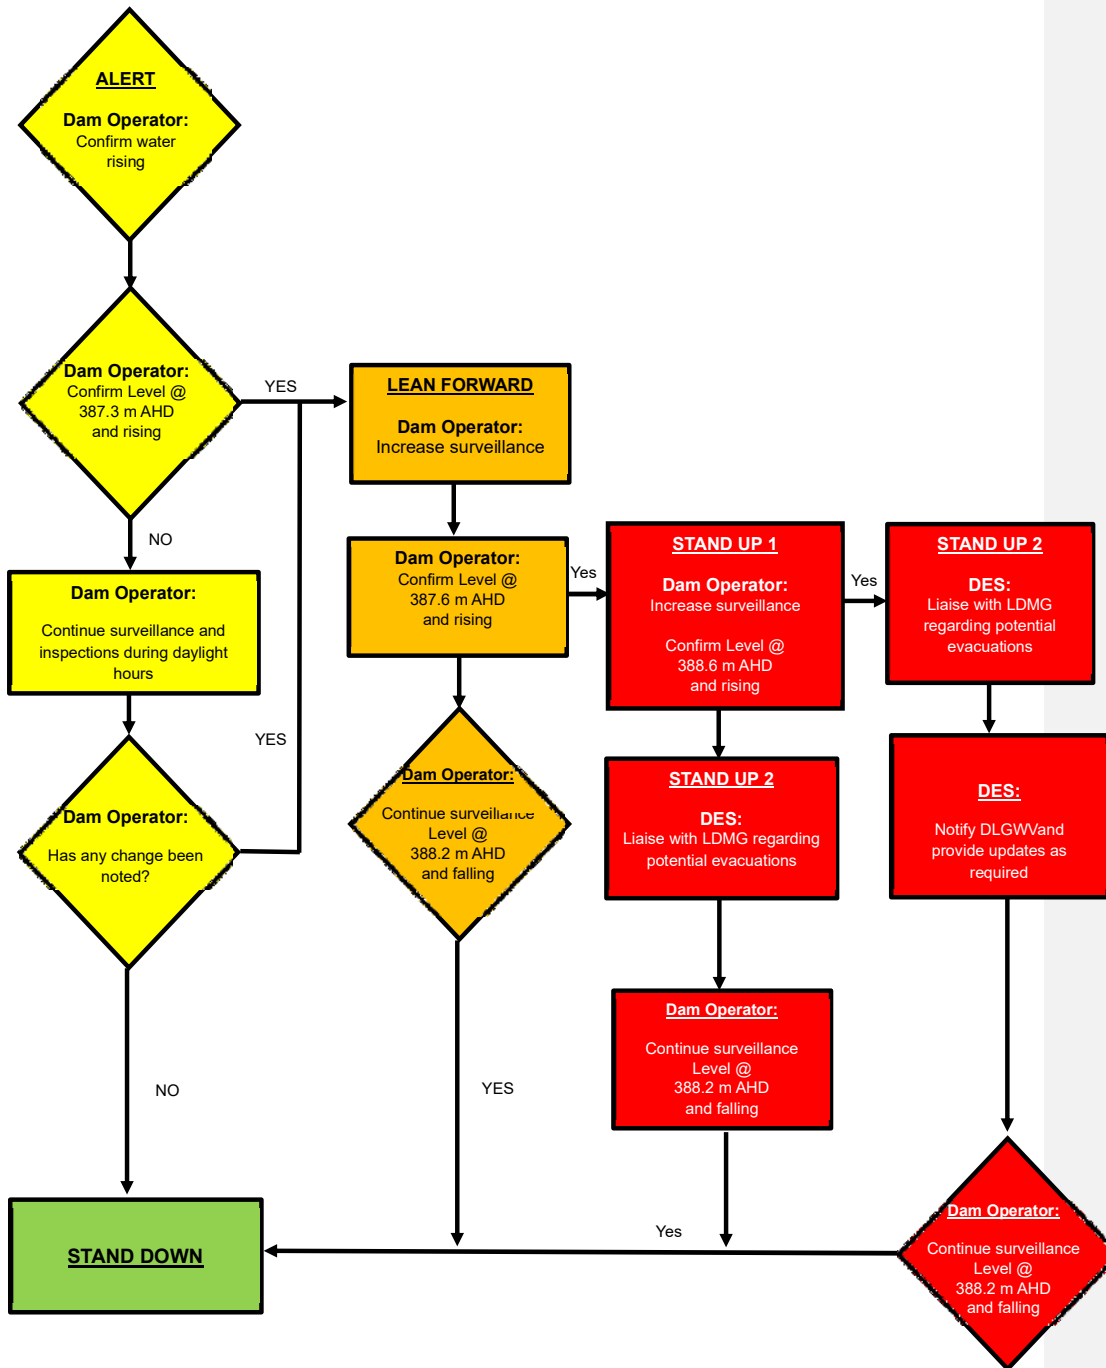 ALERT
Dam Operator:
Confirm water
rising
Dam Operator:
Confirm Level @
387.3 m AHD
and rising
YES
NO
Dam Operator:
Continue surveillance and
inspections during daylight
hours
YES
Dam Operator:
Has any change been
noted?
NO
STAND DOWN
LEAN FORWARD
Dam Operator:
Increase surveillance
Dam Operator:
Confirm Level @
387.6 m AHD
and rising
Yes
Dam Operator:
Continue surveillance
Level @
388.2 m AHD
and falling
YES
STAND UP 1
Dam Operator:
Increase surveillance
Confirm Level @
388.6 m AHD
and rising
Yes
STAND UP 2
DES:
Liaise with LDMG regarding
potential evacuations
Dam Operator:
Continue surveillance
Level @
388.2 m AHD
and falling
Yes
STAND UP 2
DES:
Liaise with LDMG
regarding potential
evacuations
DES:
Notify DLGWVand
provide updates as
required
Dam Operator:
Continue surveillance
Level @
388.2 m AHD
and falling